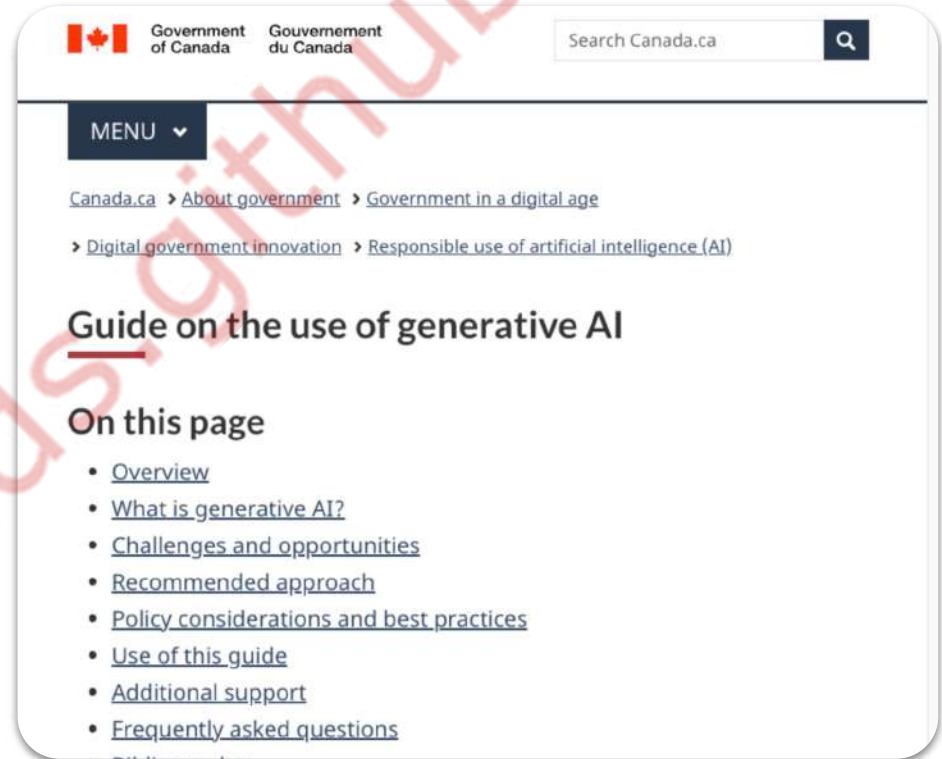 Government of Canada
Gouvernement du Canada
Search Canada.ca
MENU
Canada.ca > About government > Government in a digital age
> Digital government innovation > Responsible use of artificial intelligence (AI)
Guide on the use of generative AI
On this page
• Overview
• What is generative AI?
• Challenges and opportunities
• Recommended approach
• Policy considerations and best practices
• Use of this guide
• Additional support
• Frequently asked questions
ds.github